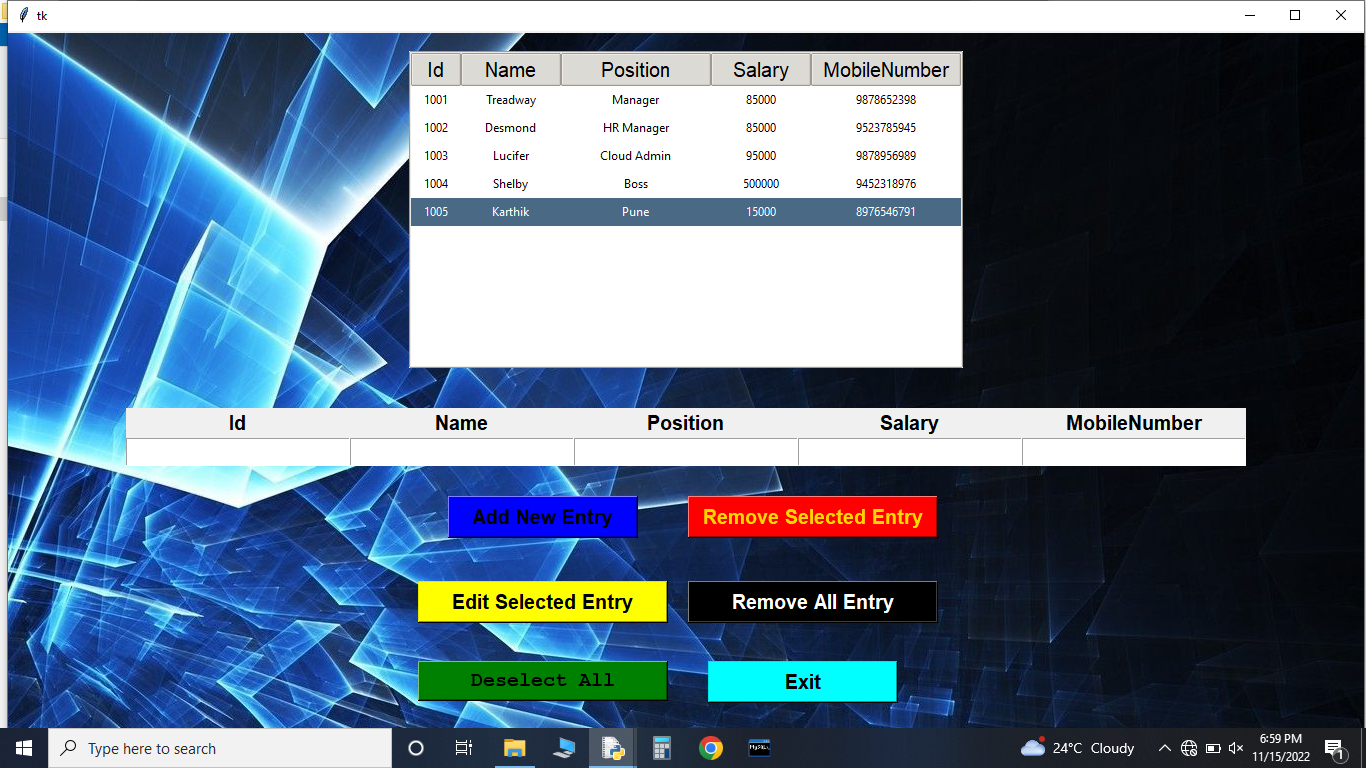 tk
Id Name Position Salary MobileNumber
1001 Treadway Manager 85000 9878652398
1002 Desmond HR Manager 85000 9523785945
1003 Lucifer Cloud Admin 95000 9878956989
1004 Shelby Boss 500000 9452318976
1005 Karthik Pune 15000 8976546791
Id Name Position Salary MobileNumber
Add New Entry Remove Selected Entry
Edit Selected Entry Remove All Entry
Deselect All Exit
Type here to search MySQL 24°C Cloudy 6:59 PM
11/15/2022 1